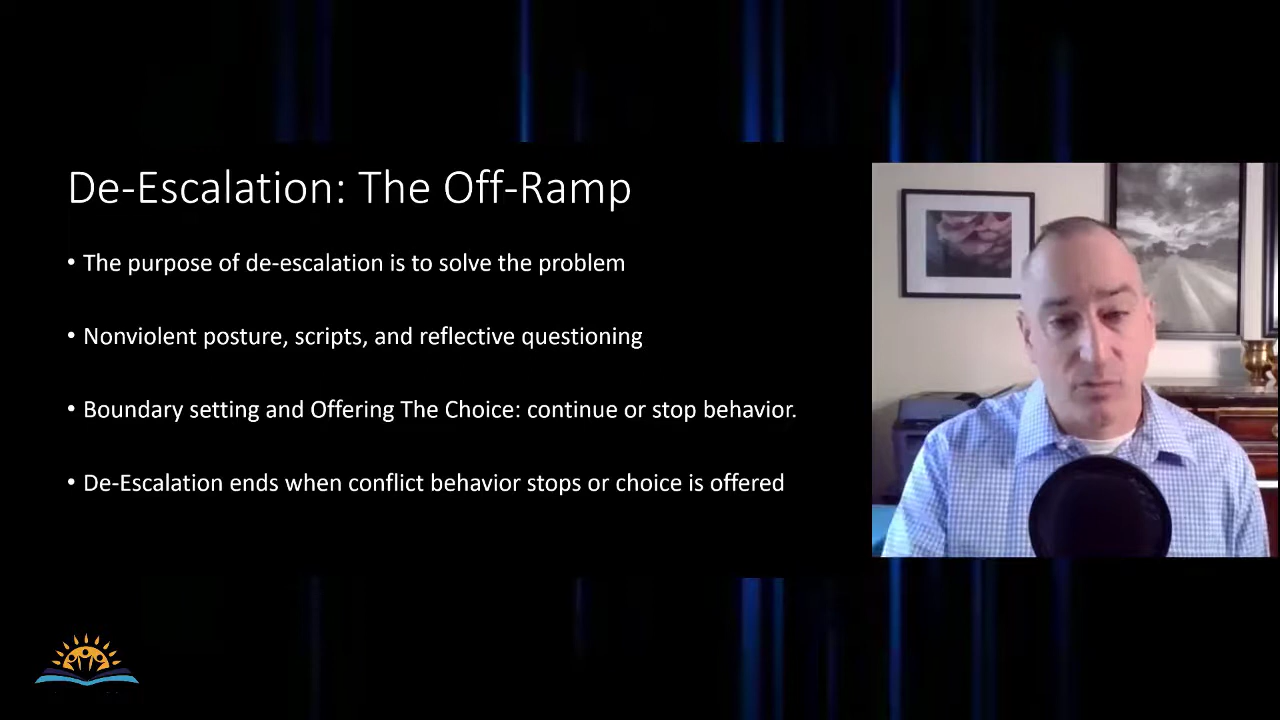 De-Escalation: The Off-Ramp
• The purpose of de-escalation is to solve the problem
• Nonviolent posture, scripts, and reflective questioning
• Boundary setting and Offering The Choice: continue or stop behavior.
• De-Escalation ends when conflict behavior stops or choice is offered